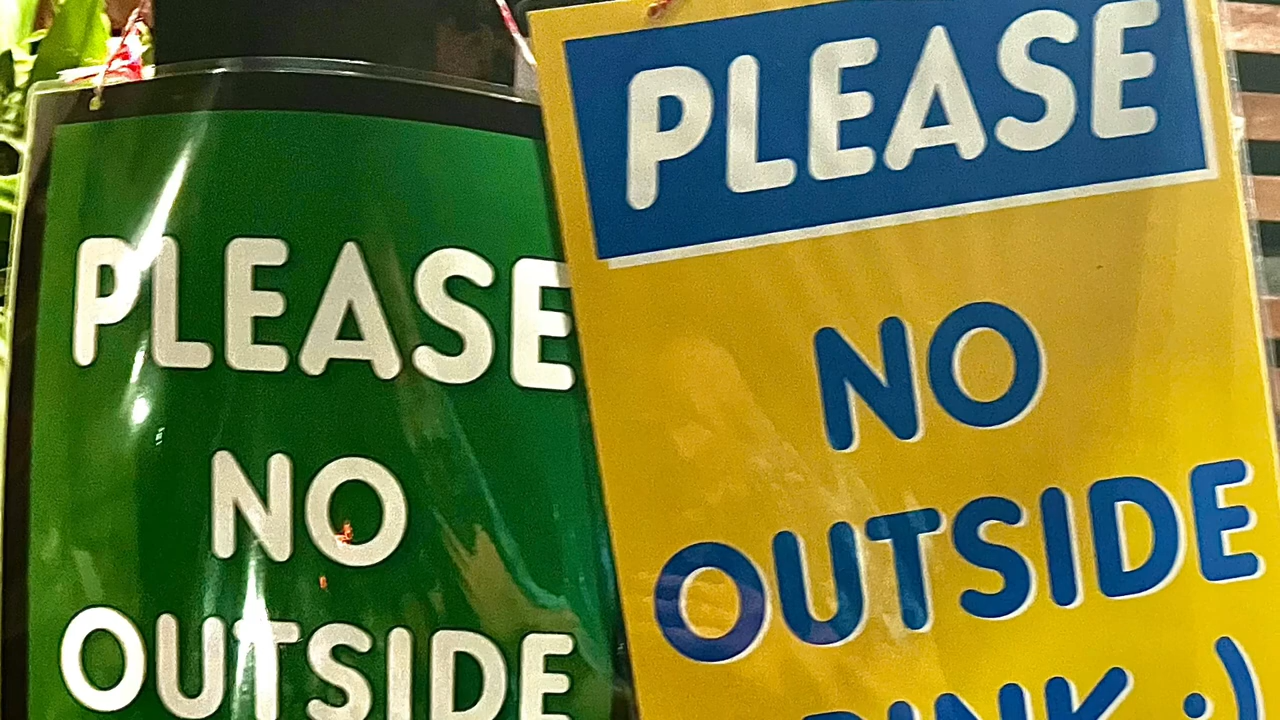 PLEASE
NO
OUTSIDE
PLEASE
NO
OUTSIDE
DRINK :)